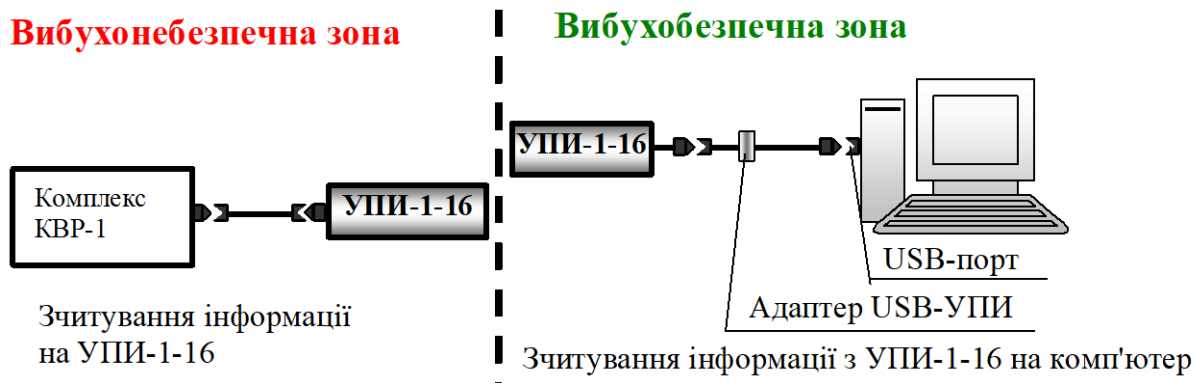 Вибухонебезпечна зона
Комплекс
КВР-1
УПИ-1-16
Зчитування інформації
на УПИ-1-16
Вибухобезпечна зона
УПИ-1-16
USB-порт
Адаптер USB-УПИ
Зчитування інформації з УПИ-1-16 на комп'ютер